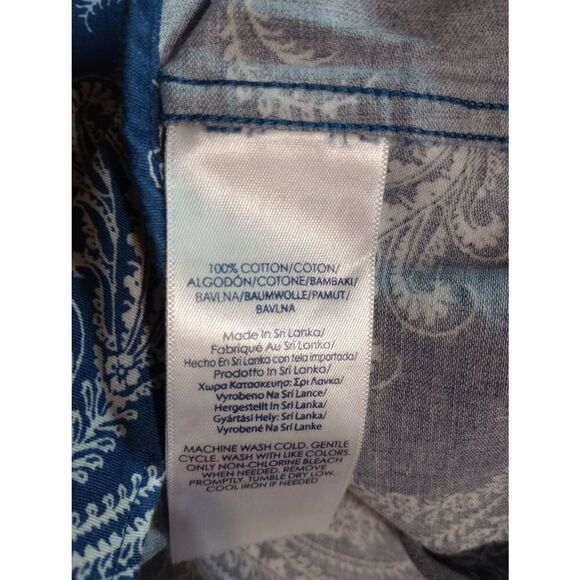 100% COTTON/COTON/
ALGODÓN/COTONE/BAMBAKI/
BAVLNA/BAUMWOLLE/PAMUT/
BAVLNA
Made In Sri Lanka/
Fabriqué Au Sri Lanka/
Hecho En Sri Lanka con tela importada/
Prodotto In Sri Lanka/
Χωρα Κατασκευησ: Σρι Λανκα/
Vyrobeno Na Srí Lance/
Hergestellt In Sri Lanka/
Gyártási Hely: Sri Lanka/
Vyrobené Na Srí Lanke
MACHINE WASH COLD. GENTLE
CYCLE. WASH WITH LIKE COLORS.
ONLY NON-CHLORINE BLEACH
WHEN NEEDED. REMOVE
PROMPTLY. TUMBLE DRY LOW.
COOL IRON IF NEEDED